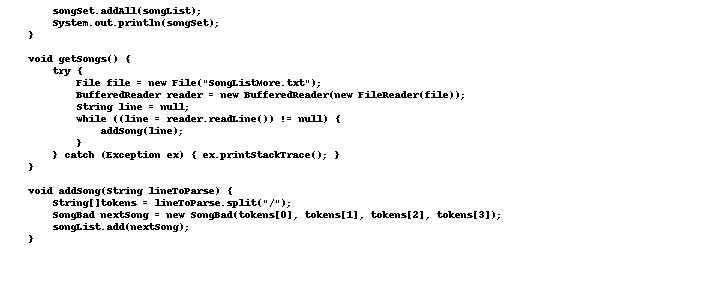 songSet.addAll(songList);
System.out.println(songSet);
}
void getSongs() {
try {
File file = new File("SongListMore.txt");
BufferedReader reader = new BufferedReader(new FileReader(file));
String line = null;
while ((line = reader.readLine()) != null) {
addSong(line);
}
} catch (Exception ex) { ex.printStackTrace(); }
}
void addSong(String lineToParse) {
String[]tokens = lineToParse.split("/");
SongBad nextSong = new SongBad(tokens[0], tokens[1], tokens[2], tokens[3]);
songList.add(nextSong);
}